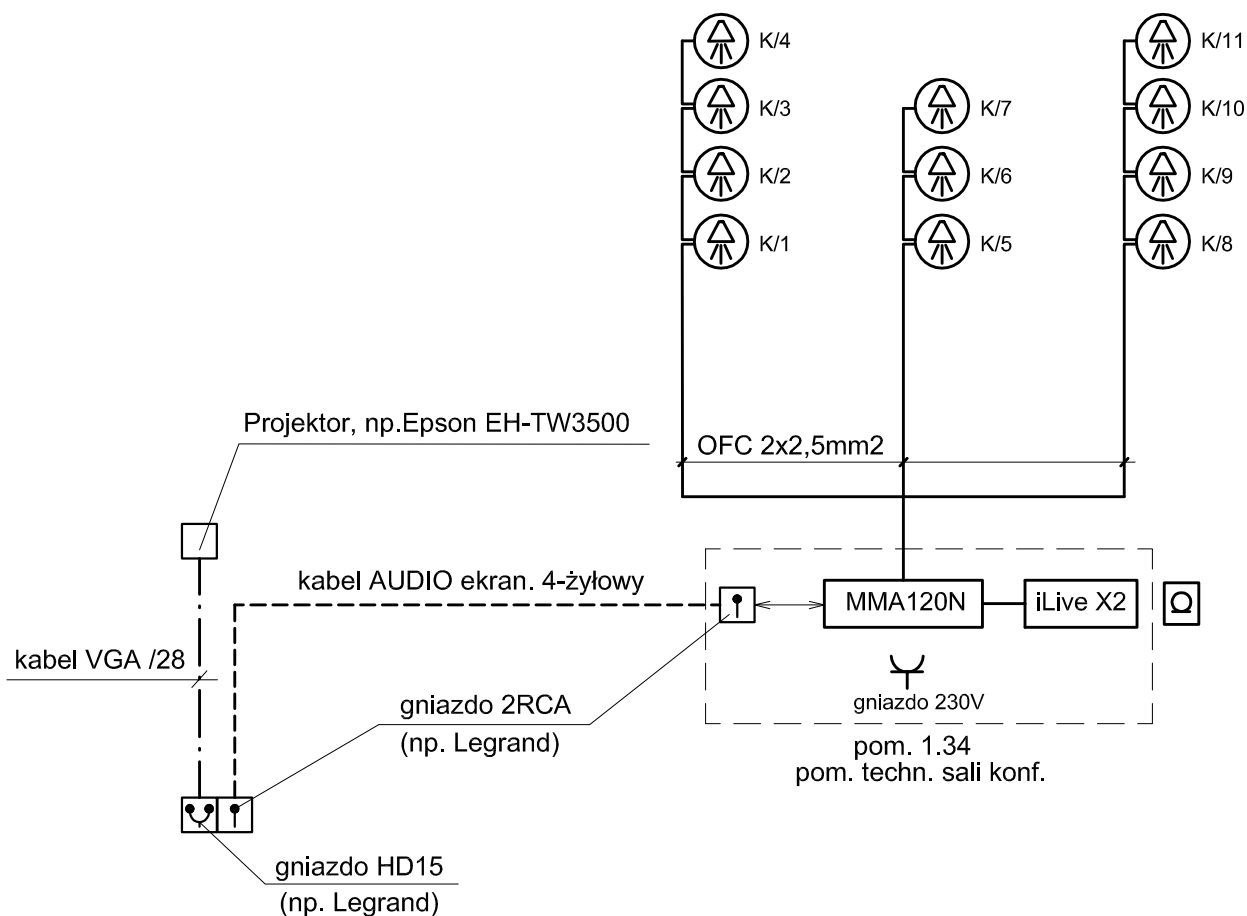 K/4
K/11
K/3
K/7
K/10
K/2
K/6
K/9
K/1
K/5
K/8
Projektor, np.Epson EH-TW3500
OFC 2x2,5mm2
kabel AUDIO ekran. 4-żyłowy
MMA120N
iLive X2
Ω
kabel VGA /28
gniazdo 2RCA
(np. Legrand)
gniazdo 230V
pom. 1.34
pom. techn. sali konf.
gniazdo HD15
(np. Legrand)